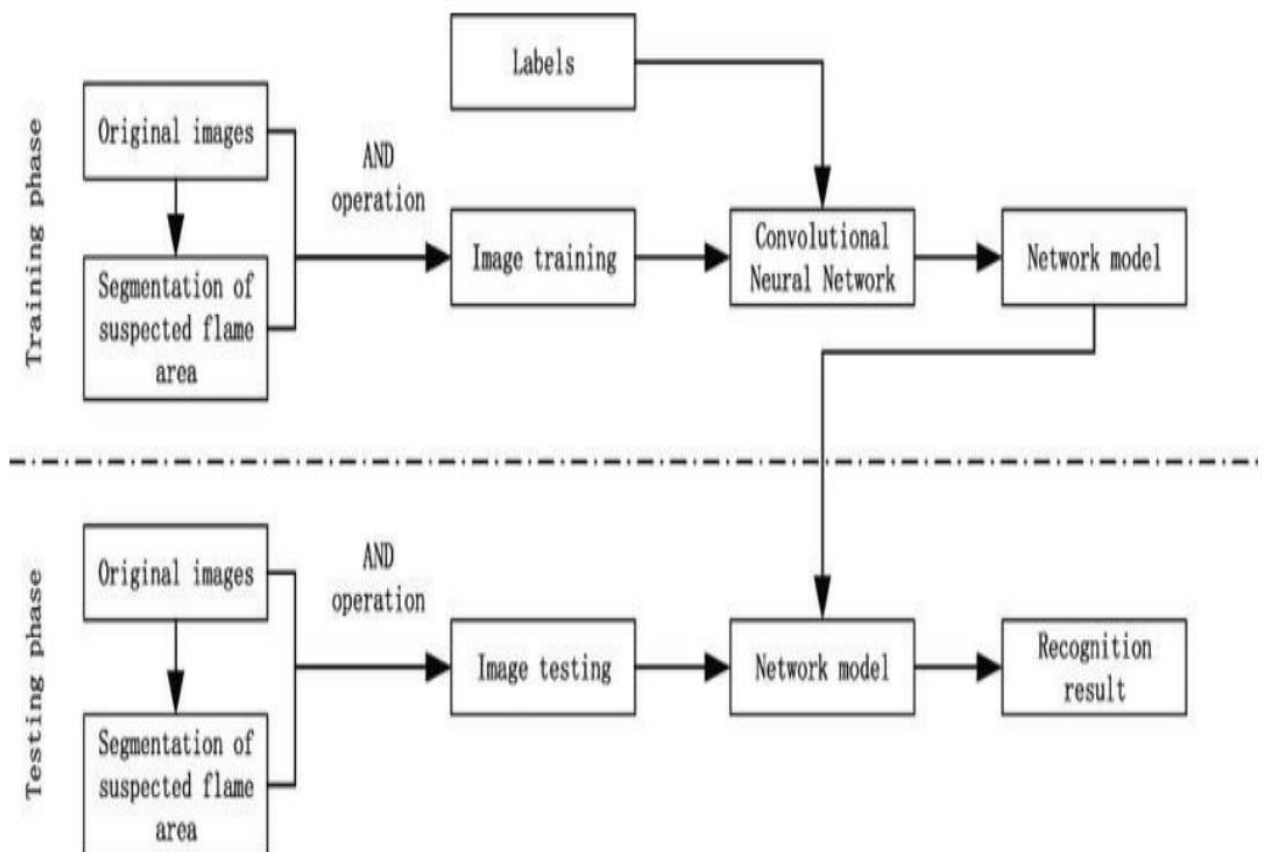 Training phase
Labels
Original images
AND
operation
Segmentation of
suspected flame
area
Image training
Convolutional
Neural Network
Network model
Testing phase
Original images
AND
operation
Segmentation of
suspected flame
area
Image testing
Network model
Recognition
result